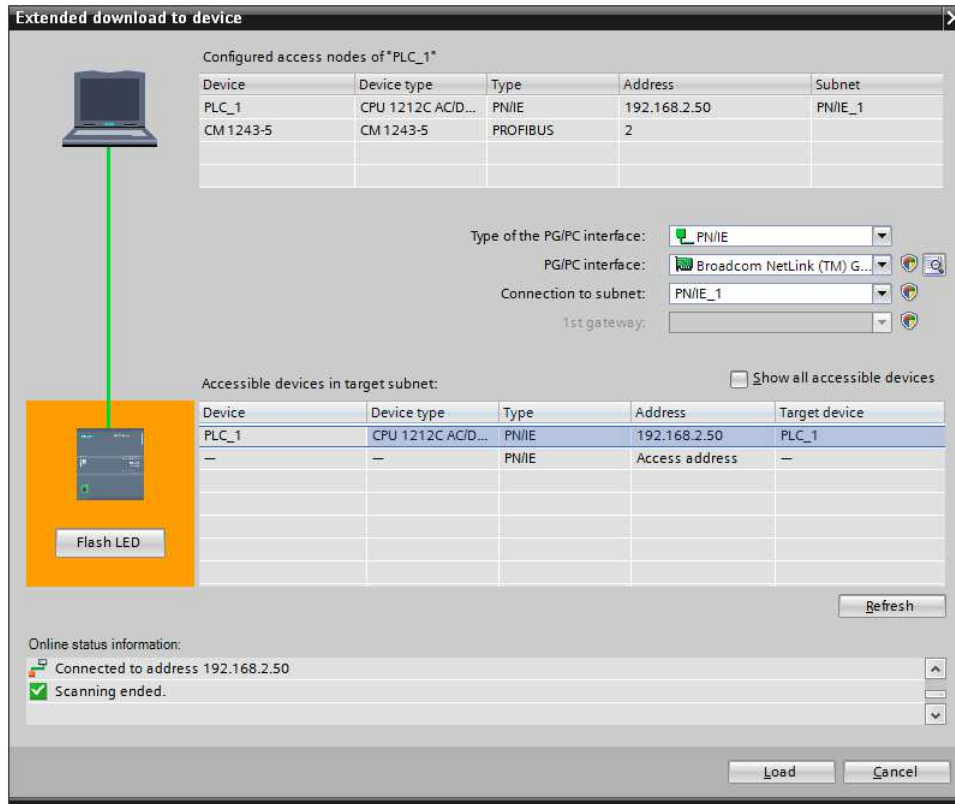 Extended download to device
Configured access nodes of "PLC_1"
Device Device type Type Address Subnet
PLC_1 CPU 1212C AC/D... PN/IE 192.168.2.50 PN/IE_1
CM 1243-5 CM 1243-5 PROFIBUS 2
Type of the PG/PC interface: PN/IE
PG/PC interface: Broadcom NetLink (TM) G...
Connection to subnet: PN/IE_1
1st gateway:
Accessible devices in target subnet: Show all accessible devices
Device Device type Type Address Target device
PLC_1 CPU 1212C AC/D... PN/IE 192.168.2.50 PLC_1
— — PN/IE Access address —
Flash LED
Refresh
Online status information:
Connected to address 192.168.2.50
Scanning ended.
Load Cancel